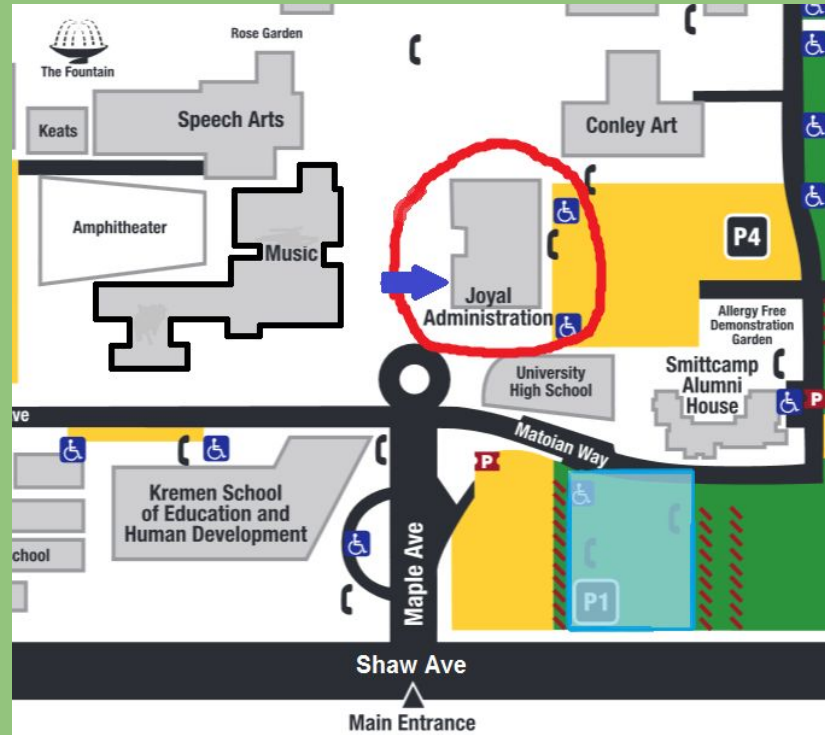 Rose Garden
The Fountain
Keats
Speech Arts
Conley Art
Amphitheater
Music
P4
Joyal
Administration
Allergy Free
Demonstration
Garden
University
High School
Smittcamp
Alumni
House
P
ve
Matoian Way
P
Kremen School
of Education and
Human Development
chool
Maple Ave
P1
Shaw Ave
Main Entrance